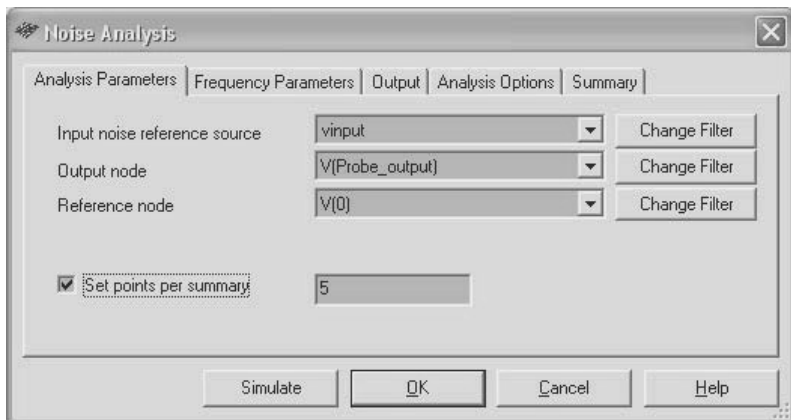 Noise Analysis
Analysis Parameters Frequency Parameters Output Analysis Options Summary
Input noise reference source vinput Change Filter
Output node V(Probe_output) Change Filter
Reference node V(0) Change Filter
Set points per summary 5
Simulate OK Cancel Help